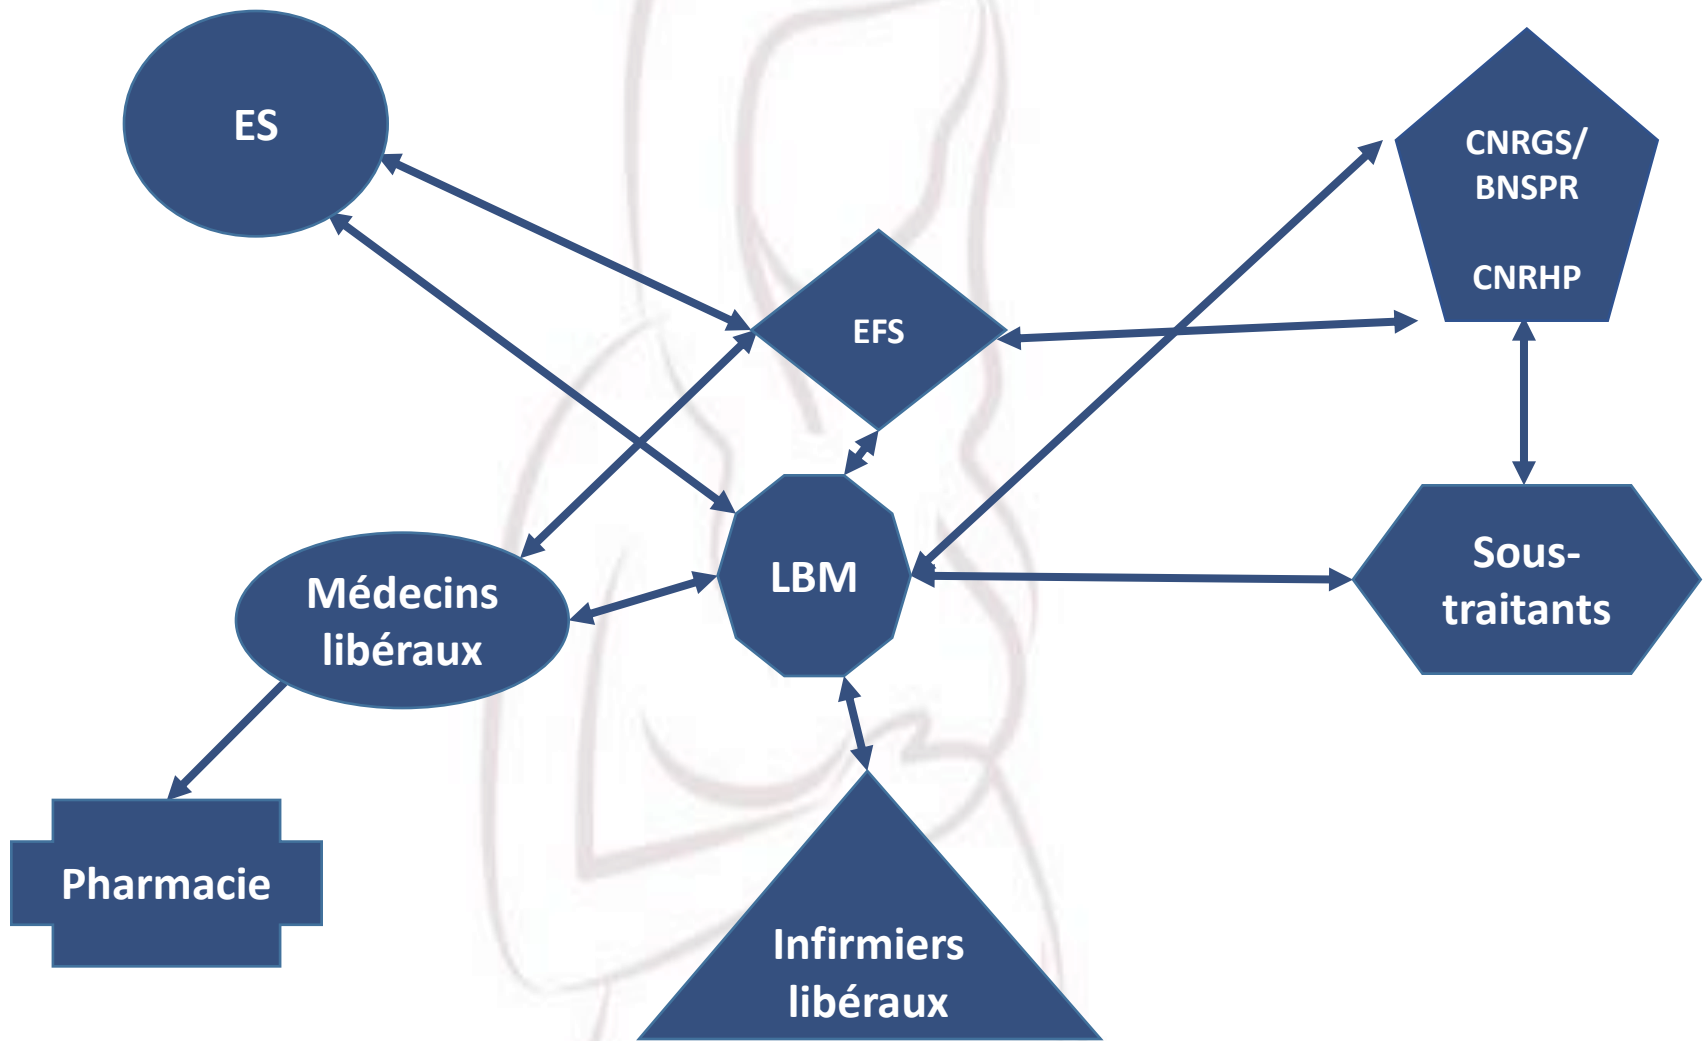 ES
CNRGS/
BNSPR
CNRHP
EFS
LBM
Sous-
traitants
Médecins
libéraux
Pharmacie
Infirmiers
libéraux